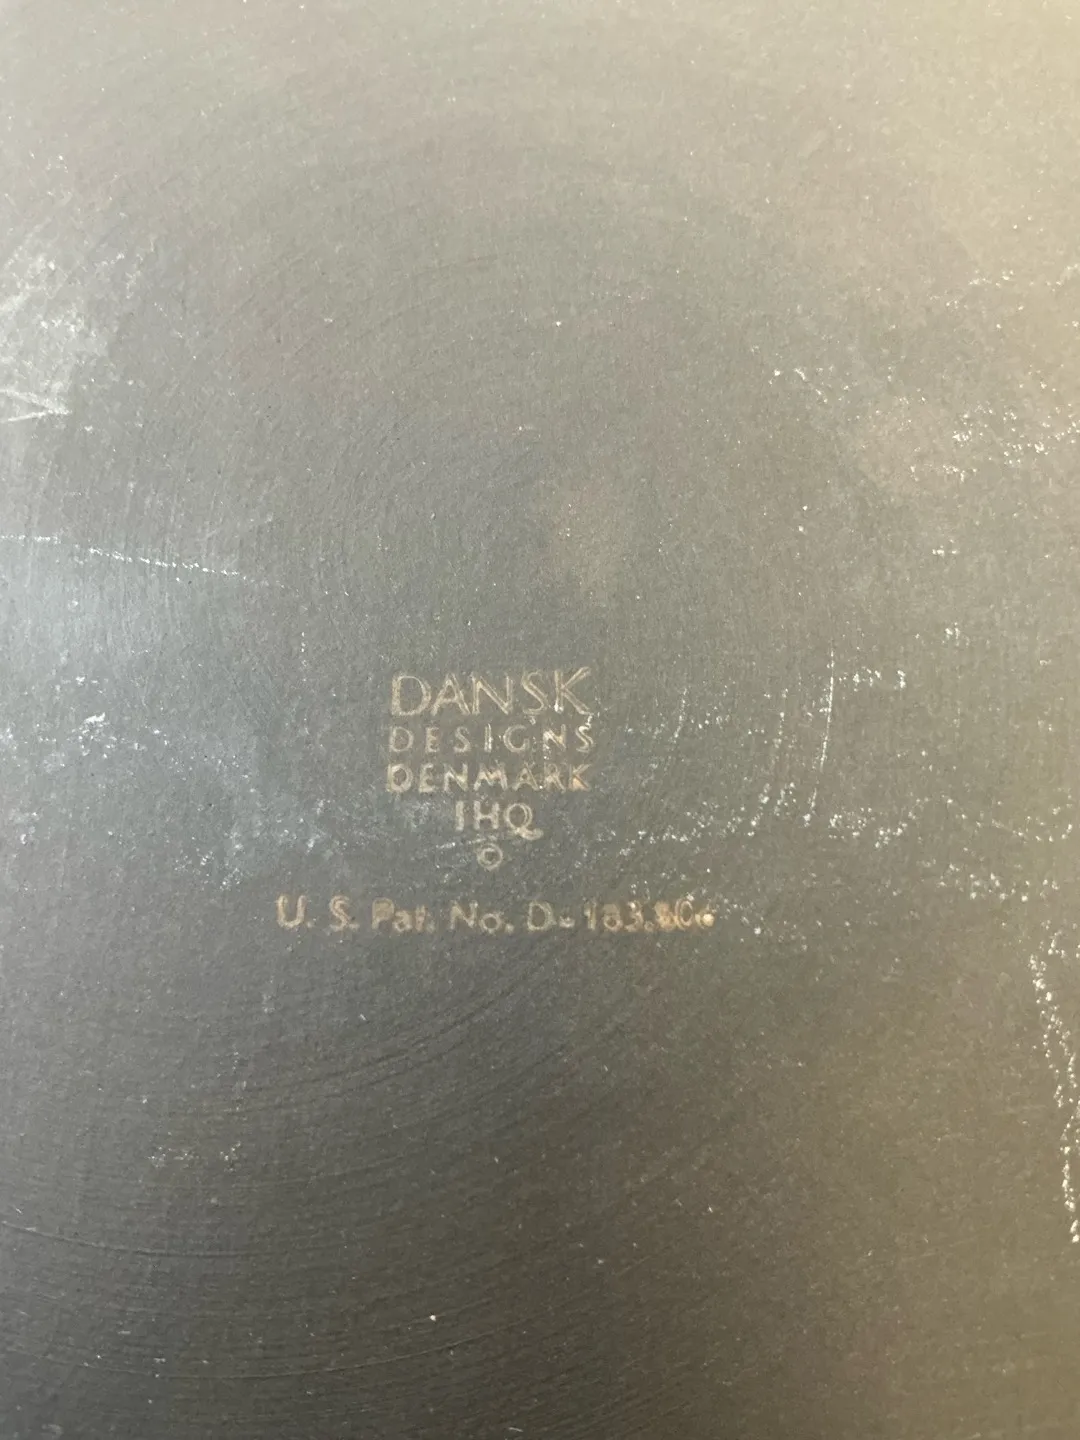 DANSK
DESIGNS
DENMARK
IHQ
©
U. S. Pat. No. D-